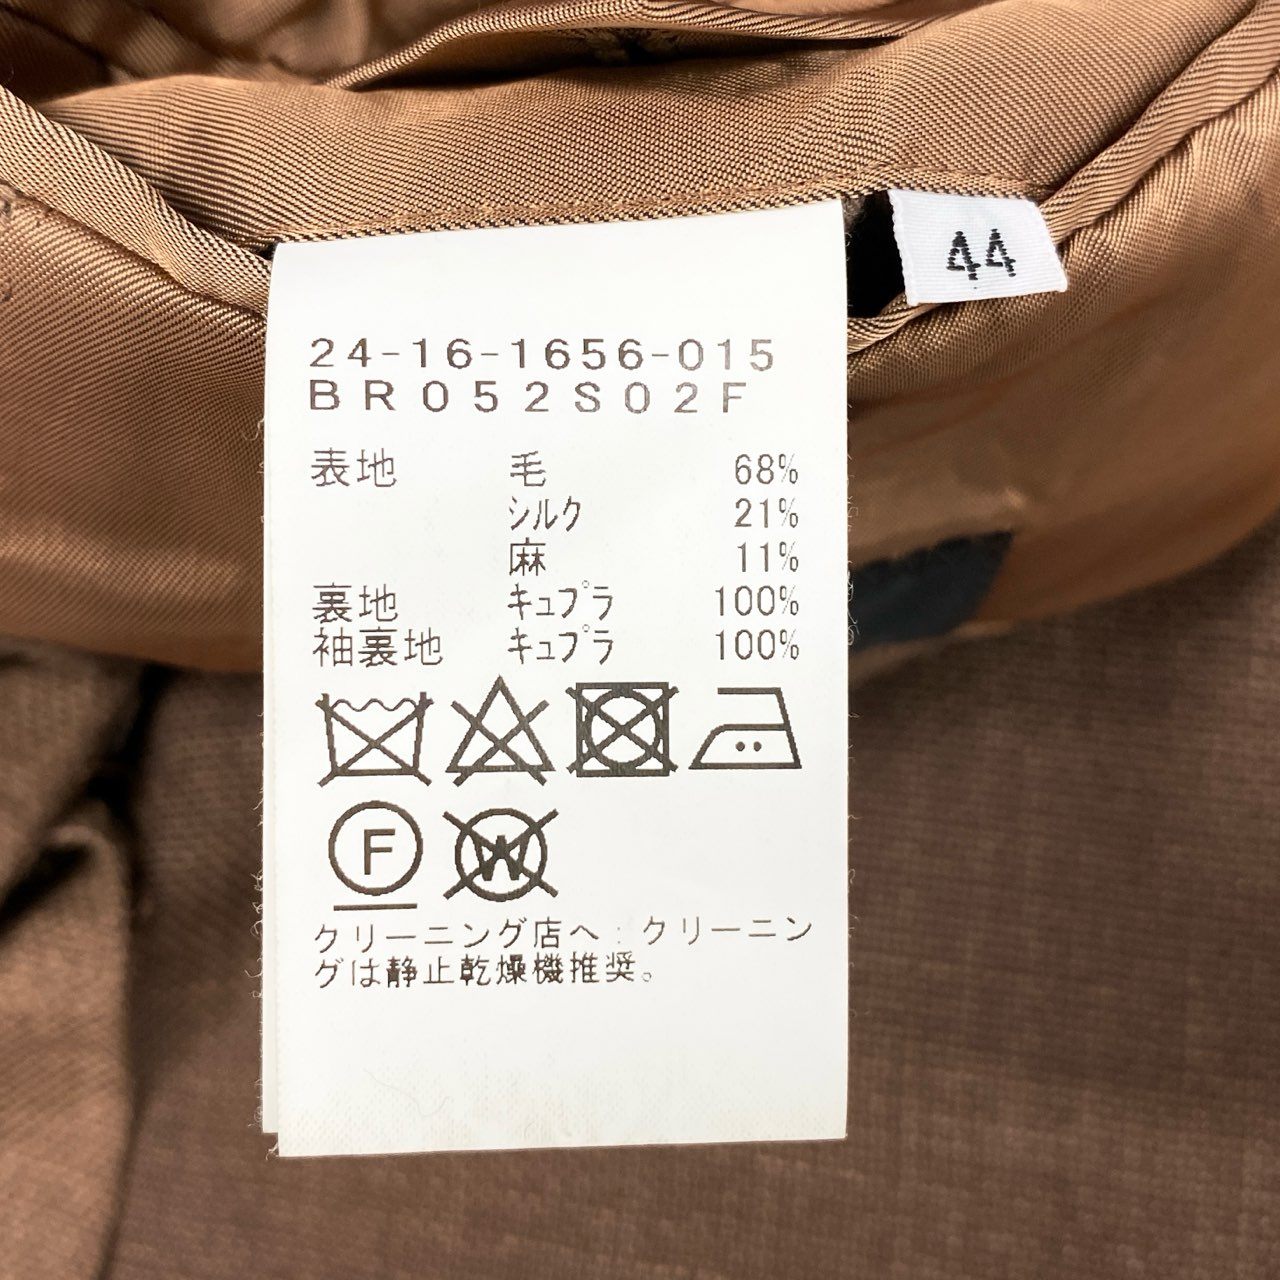 44
24-16-1656-015
BR052S02F
表地 毛 68%
シルク 21%
麻 11%
裏地 キュプラ 100%
袖裏地 キュプラ 100%
F W
クリーニング店へ:クリーニン
グは静止乾燥機推奨。